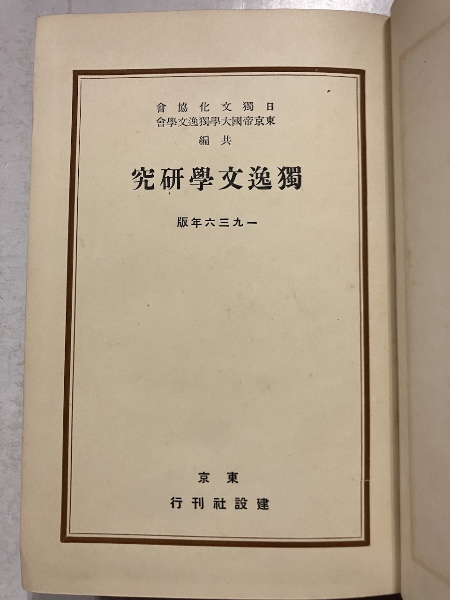 日獨文化協會
東京帝國大學獨逸文學會
共編
獨逸文學硏究
一九三六年版
東京
建設社刊行